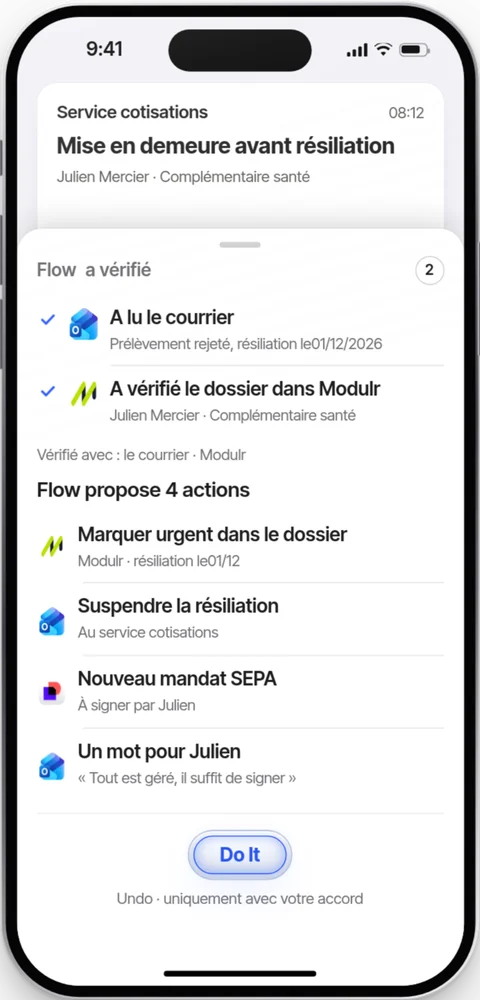 9:41
Service cotisations 08:12
Mise en demeure avant résiliation
Julien Mercier · Complémentaire santé
Flow a vérifié 2
A lu le courrier
Prélèvement rejeté, résiliation le01/12/2026
A vérifié le dossier dans Modulr
Julien Mercier · Complémentaire santé
Vérifié avec : le courrier · Modulr
Flow propose 4 actions
Marquer urgent dans le dossier
Modulr · résiliation le01/12
Suspendre la résiliation
Au service cotisations
Nouveau mandat SEPA
À signer par Julien
Un mot pour Julien
« Tout est géré, il suffit de signer »
Do It
Undo · uniquement avec votre accord